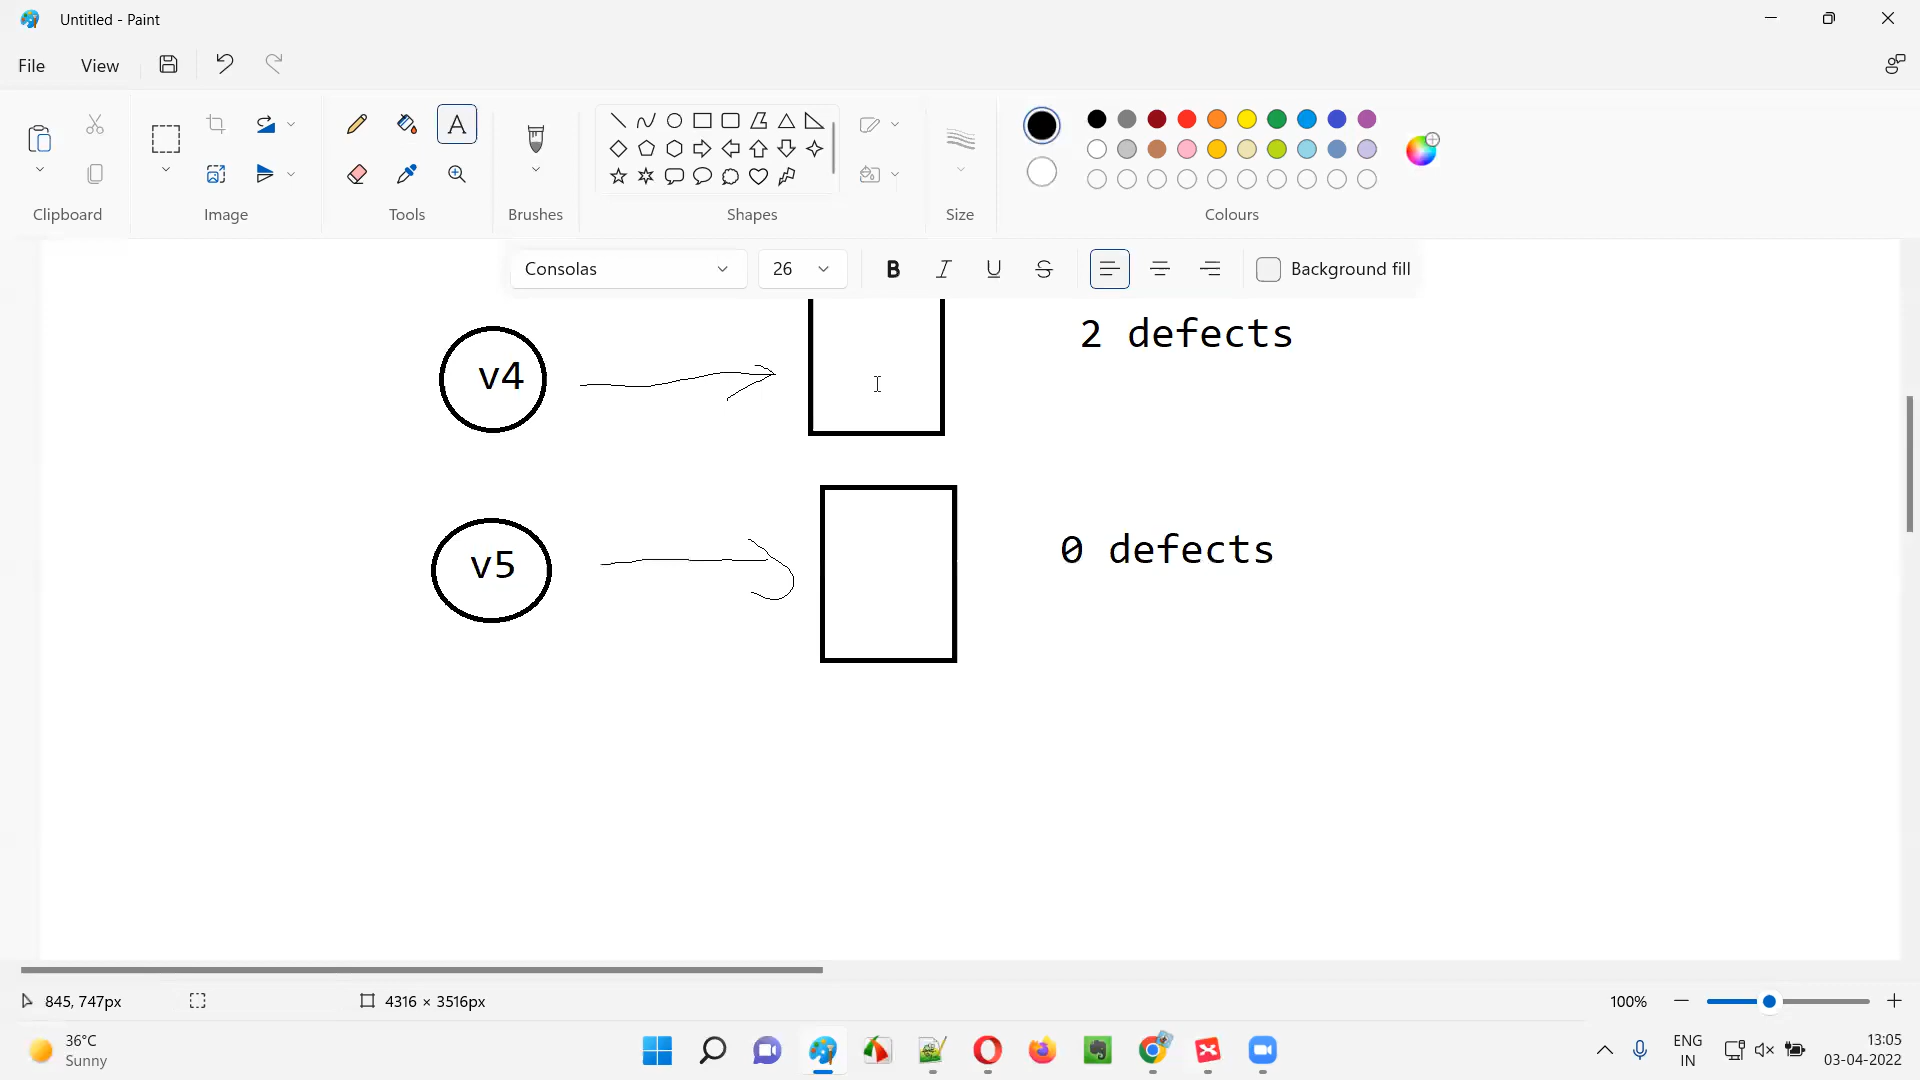 Untitled - Paint
File
View
Clipboard
Image
Tools
Brushes
Shapes
Size
Colours
Consolas
26
B
I
U
S
Background fill
v4
2 defects
v5
0 defects
845, 747px
4316 × 3516px
100%
36°C
Sunny
ENG
IN
13:05
03-04-2022